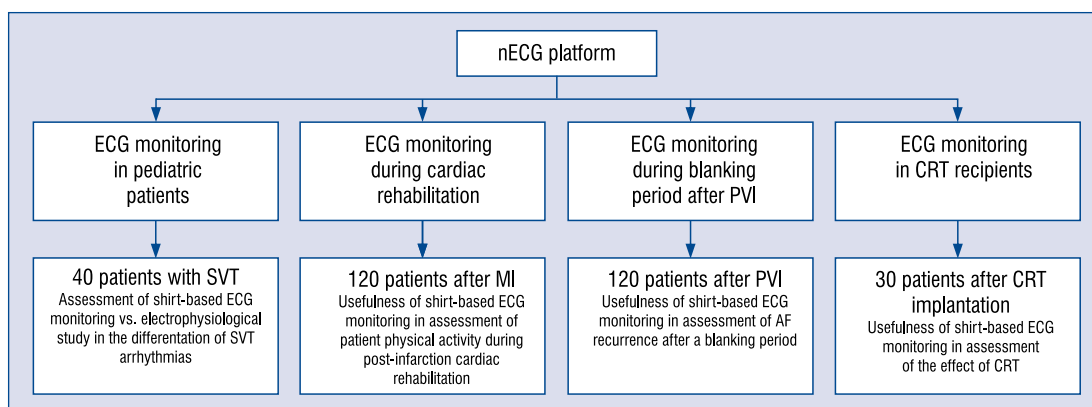 nECG platform
ECG monitoring
in pediatric
patients
ECG monitoring
during cardiac
rehabilitation
ECG monitoring
during blanking
period after PVI
ECG monitoring
in CRT recipients
40 patients with SVT
Assessment of shirt-based ECG
monitoring vs. electrophysiological
study in the differentation of SVT
arrhythmias
120 patients after MI
Usefulness of shirt-based ECG
monitoring in assessment of
patient physical activity during
post-infarction cardiac
rehabilitation
120 patients after PVI
Usefulness of shirt-based ECG
monitoring in assessment of AF
recurrence after a blanking period
30 patients after CRT
implantation
Usefulness of shirt-based ECG
monitoring in assessment
of the effect of CRT